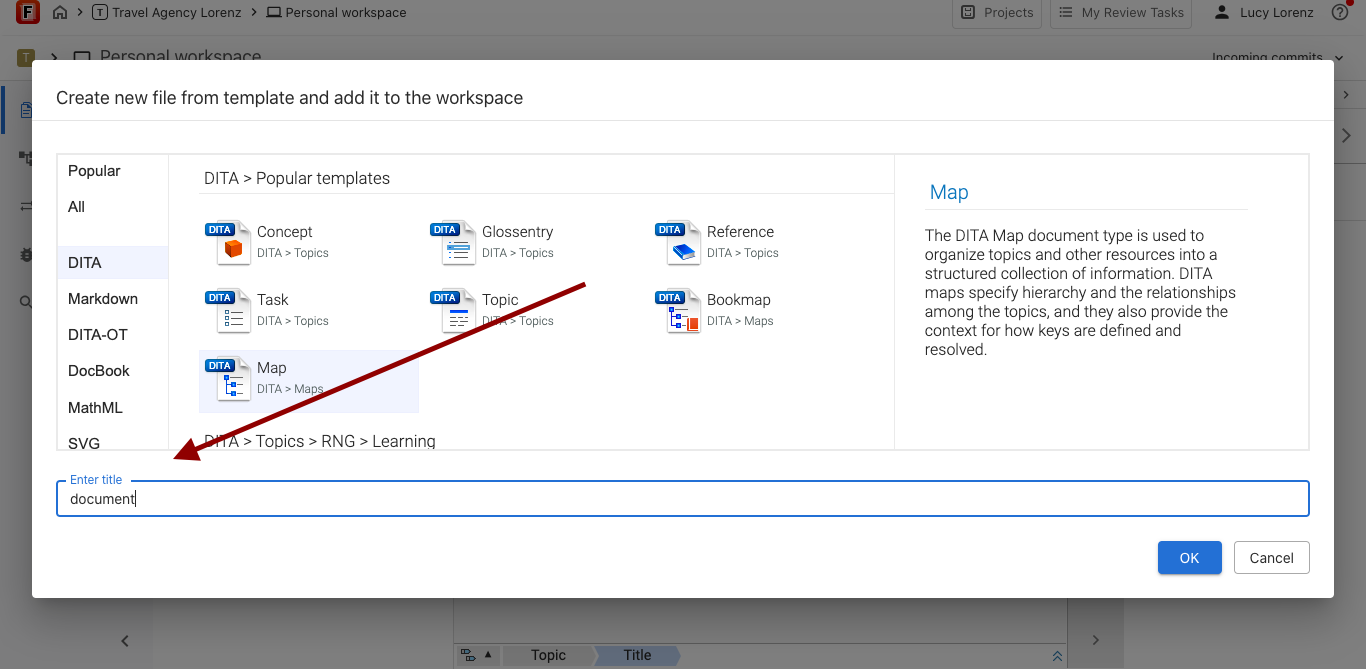 F
T Travel Agency Lorenz
Personal workspace
Projects
My Review Tasks
Lucy Lorenz
T
Personal workspace
Incoming commits
Create new file from template and add it to the workspace
Popular
All
DITA
Markdown
DITA-OT
DocBook
MathML
SVG
DITA > Popular templates
DITA Concept
DITA > Topics
DITA Glossentry
DITA > Topics
DITA Reference
DITA > Topics
DITA Task
DITA > Topics
DITA Topic
DITA > Topics
DITA Bookmap
DITA > Maps
DITA Map
DITA > Maps
DITA > Topics > RNG > Learning
Map
The DITA Map document type is used to
organize topics and other resources into a
structured collection of information. DITA
maps specify hierarchy and the relationships
among the topics, and they also provide the
context for how keys are defined and
resolved.
Enter title
document
OK
Cancel
Topic
Title